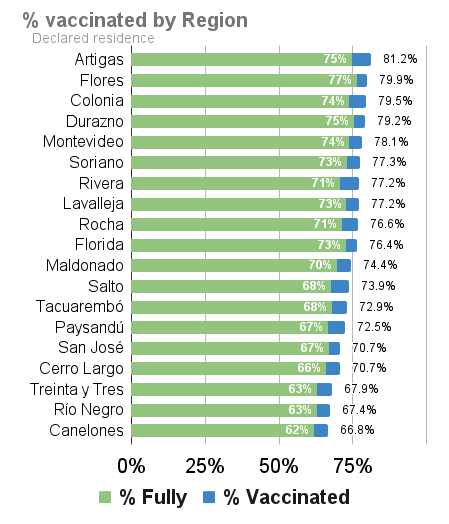 % vaccinated by Region
Declared residence
Artigas 75% 81.2%
Flores 77% 79.9%
Colonia 74% 79.5%
Durazno 75% 79.2%
Montevideo 74% 78.1%
Soriano 73% 77.3%
Rivera 71% 77.2%
Lavalleja 73% 77.2%
Rocha 71% 76.6%
Florida 73% 76.4%
Maldonado 70% 74.4%
Salto 68% 73.9%
Tacuarembó 68% 72.9%
Paysandú 67% 72.5%
San José 67% 70.7%
Cerro Largo 66% 70.7%
Treinta y Tres 63% 67.9%
Río Negro 63% 67.4%
Canelones 62% 66.8%
0% 25% 50% 75%
% Fully % Vaccinated